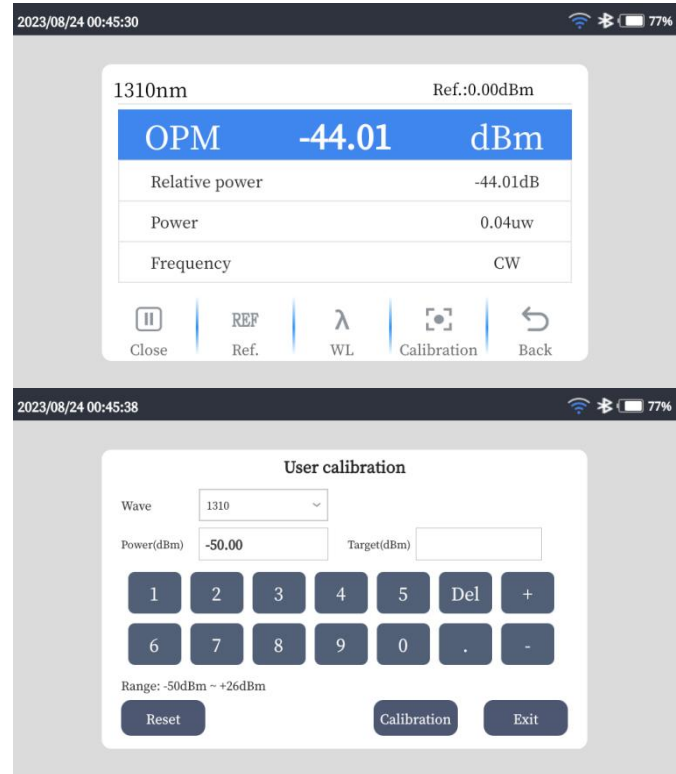 2023/08/24 00:45:30 77%
1310nm Ref.:0.00dBm
OPM -44.01 dBm
Relative power -44.01dB
Power 0.04uw
Frequency CW
REF λ
Close Ref. WL Calibration Back
2023/08/24 00:45:38 77%
User calibration
Wave 1310
Power(dBm) -50.00 Target(dBm)
1 2 3 4 5 Del +
6 7 8 9 0 . -
Range: -50dBm ~ +26dBm
Reset Calibration Exit